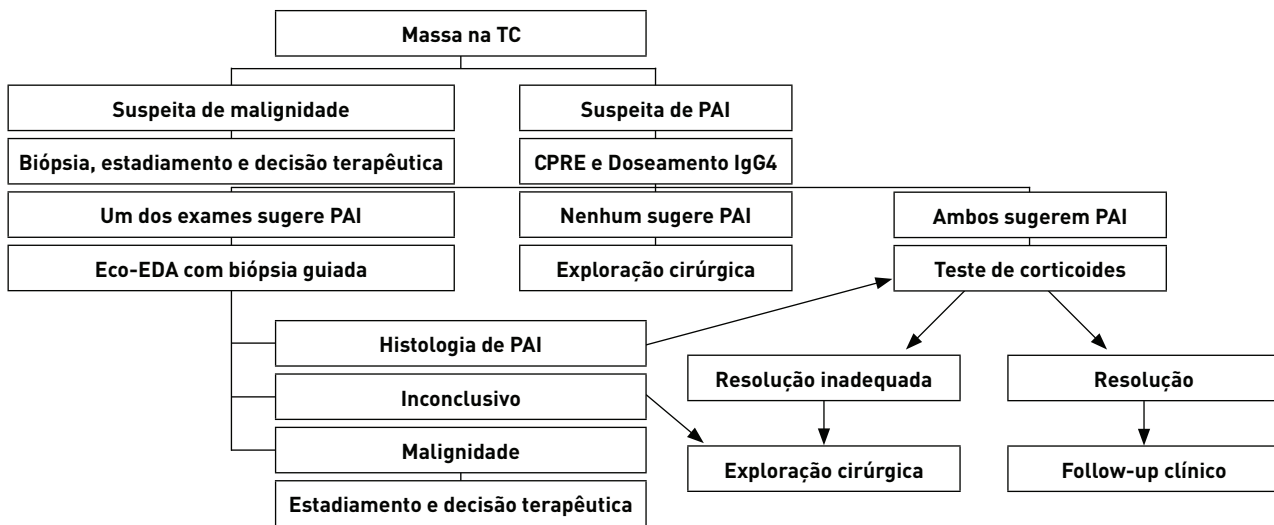 Massa na TC
Suspeita de malignidade
Suspeita de PAI
Biópsia, estadiamento e decisão terapêutica
CPRE e Doseamento IgG4
Um dos exames sugere PAI
Nenhum sugere PAI
Ambos sugerem PAI
Eco-EDA com biópsia guiada
Exploração cirúrgica
Teste de corticoides
Histologia de PAI
Resolução inadequada
Resolução
Inconclusivo
Malignidade
Exploração cirúrgica
Follow-up clínico
Estadiamento e decisão terapêutica